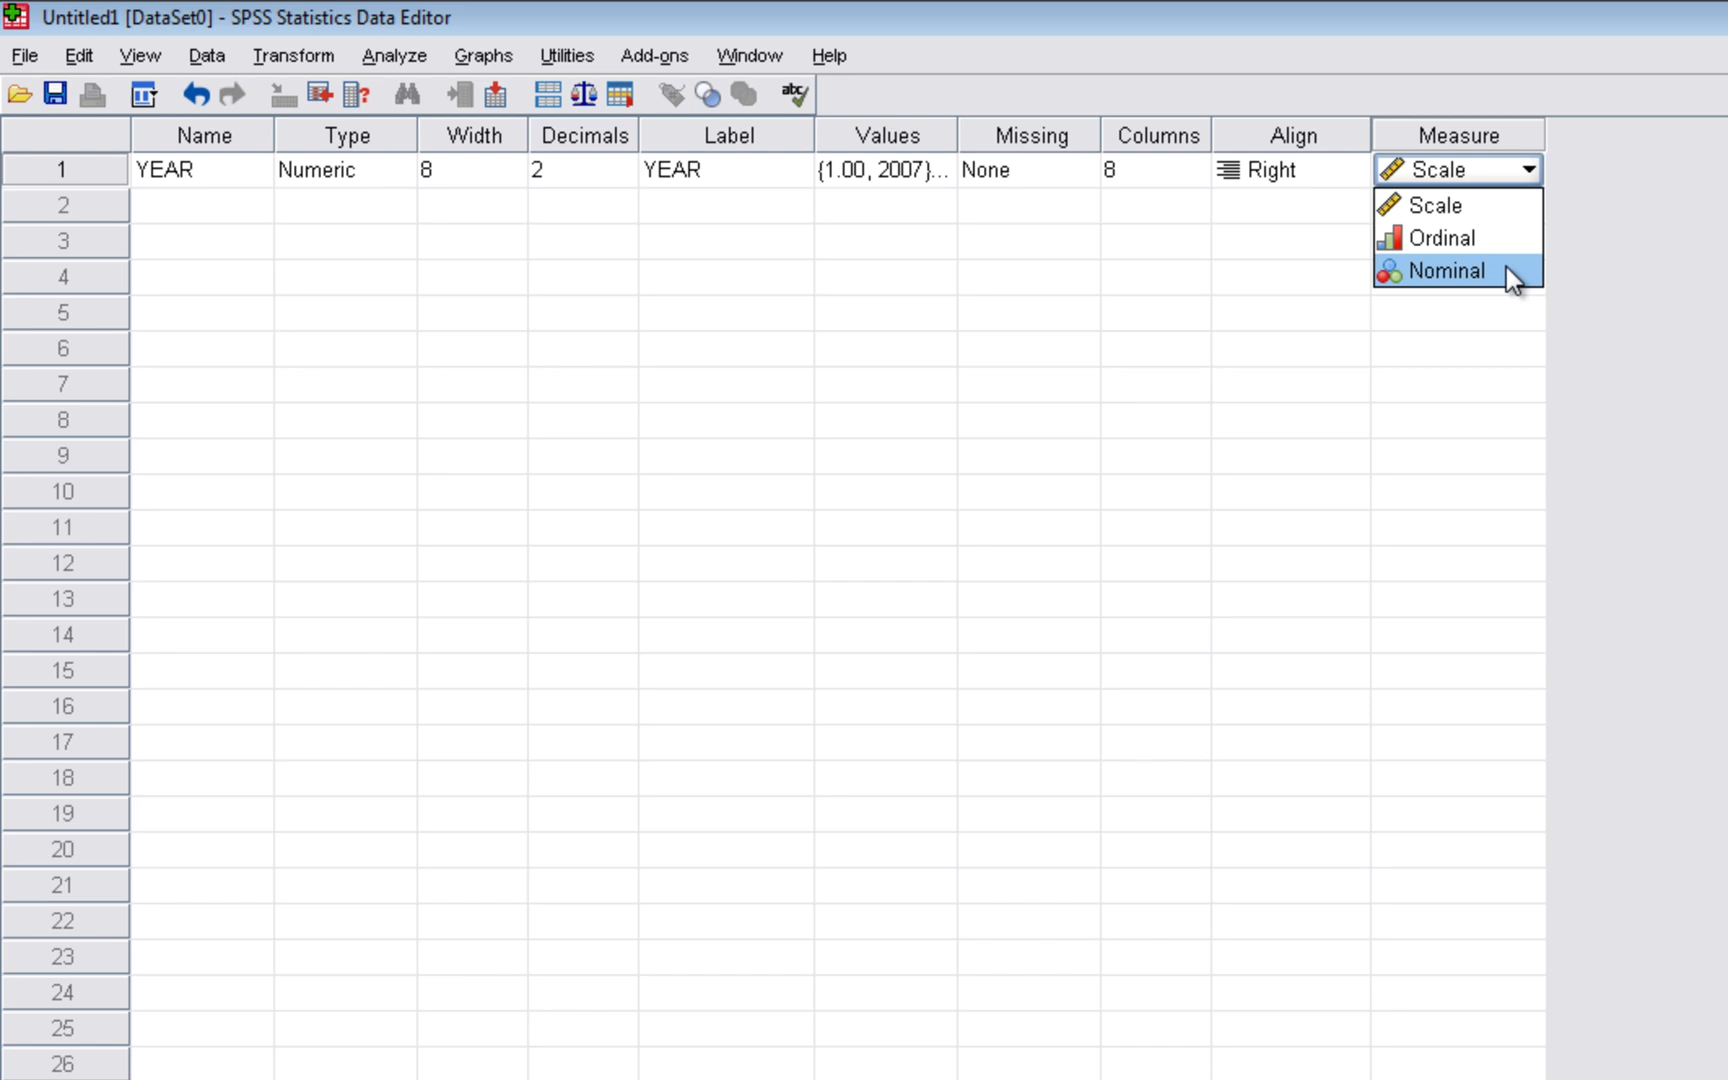 Untitled1 [DataSet0] - SPSS Statistics Data Editor
File Edit View Data Transform Analyze Graphs Utilities Add-ons Window Help
abc
Name Type Width Decimals Label Values Missing Columns Align Measure
1 YEAR Numeric 8 2 YEAR {1.00, 2007}... None 8 Right Scale
2 Scale
3 Ordinal
4 Nominal
5
6
7
8
9
10
11
12
13
14
15
16
17
18
19
20
21
22
23
24
25
26